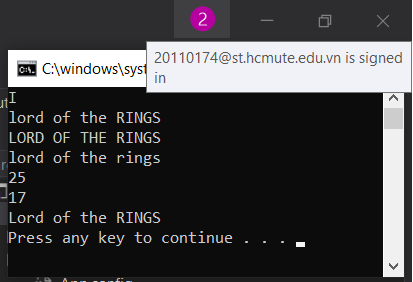 2
20110174@st.hcmute.edu.vn is signed
in
C:\windows\syst
I
lord of the RINGS
LORD OF THE RINGS
lord of the rings
25
17
Lord of the RINGS
Press any key to continue . . .